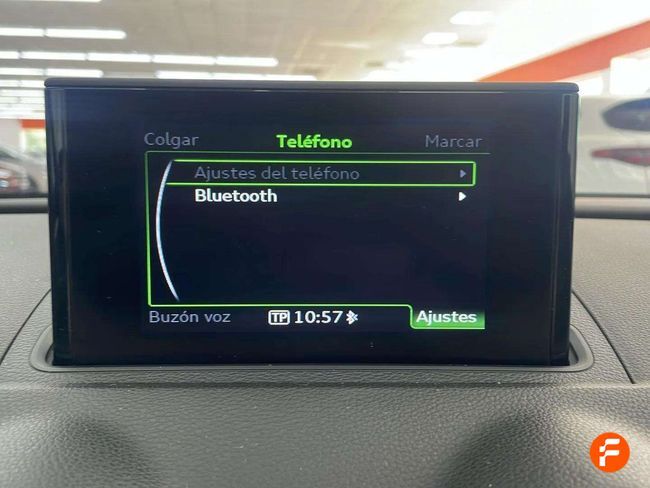 Colgar Teléfono Marcar
Ajustes del teléfono
Bluetooth
Buzón voz TP 10:57 Ajustes